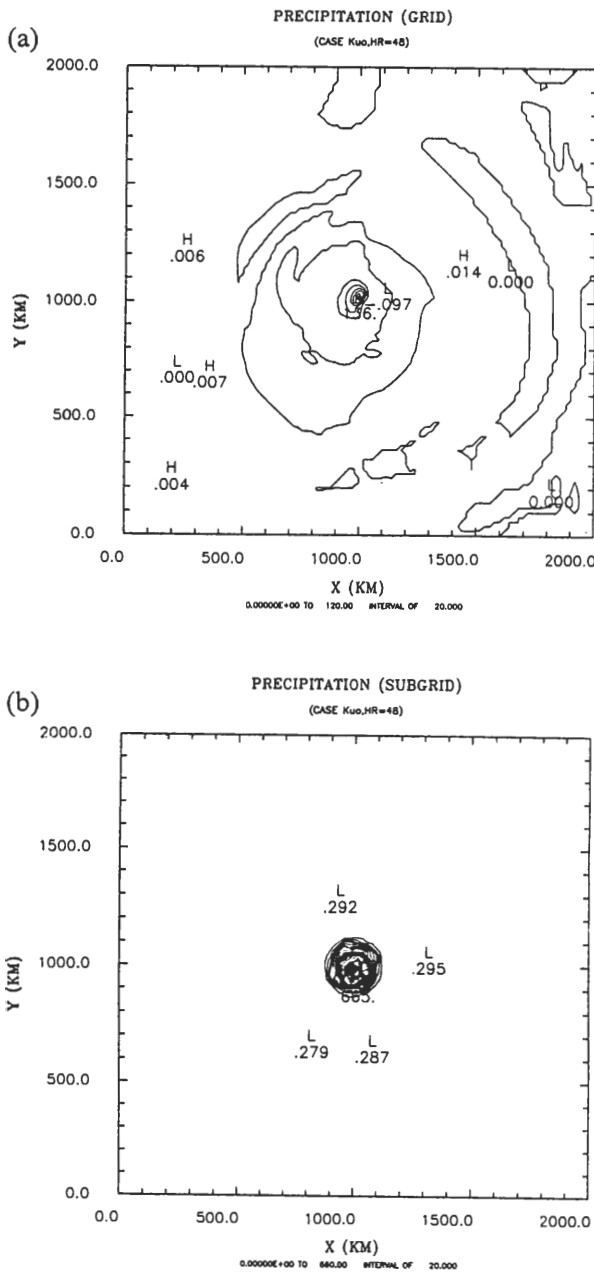 (a)
PRECIPITATION (GRID)
(CASE Kuo,HR=48)
2000.0
1500.0
H
.006
H
.014
L
0.000
1000.0
L
-.097
Y (KM)
L
.000
H
.007
500.0
H
.004
L
0.0
0.0 500.0 1000.0 1500.0 2000.0
X (KM)
0.00000E+00 TO 120.00 INTERVAL OF 20.000
(b)
PRECIPITATION (SUBGRID)
(CASE Kuo,HR=48)
2000.0
1500.0
L
.292
L
.295
1000.0
Y (KM)
L
.279
L
.287
500.0
0.0
0.0 500.0 1000.0 1500.0 2000.0
X (KM)
0.00000E+00 TO 660.00 INTERVAL OF 20.000